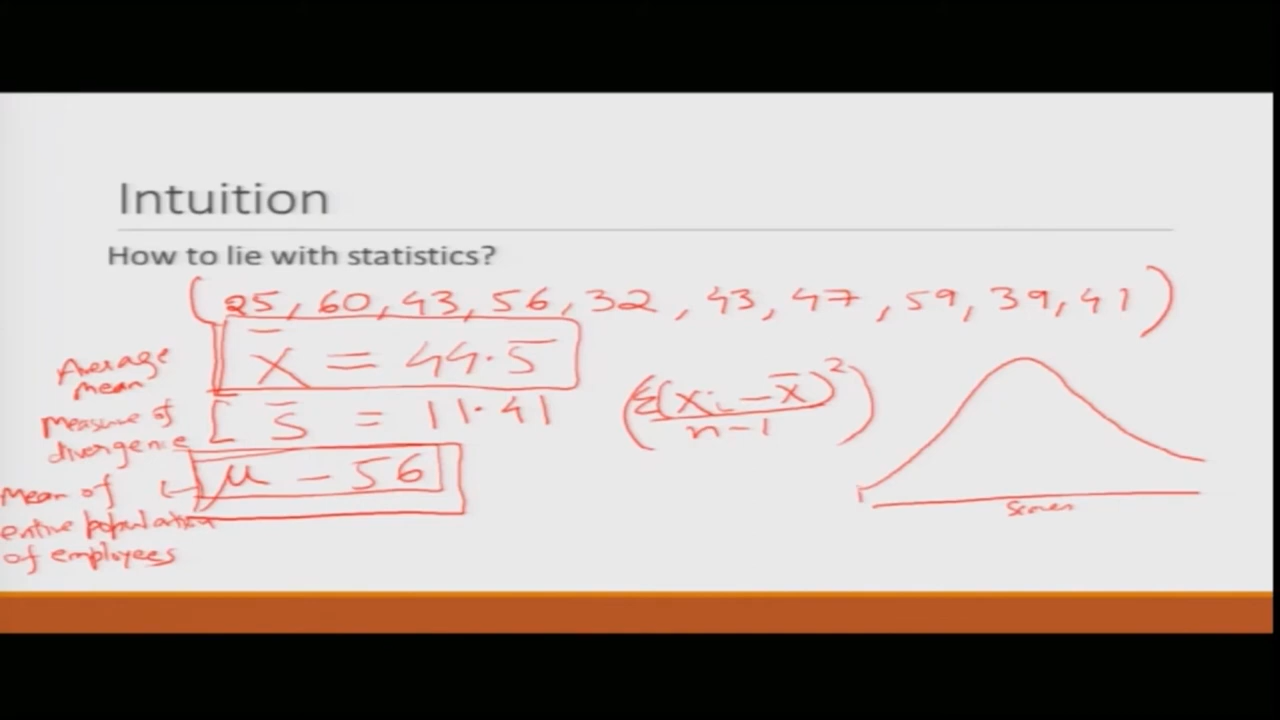 Intuition
How to lie with statistics?
(25, 60, 43, 56, 32, 43, 47, 59, 39, 41)
Average mean
X̄ = 44.5
Measure of divergence
[ S̄ = 11.41
(Σ(Xi - X̄)²/n-1)
Mean of entire population of employees
μ - 56
Scores